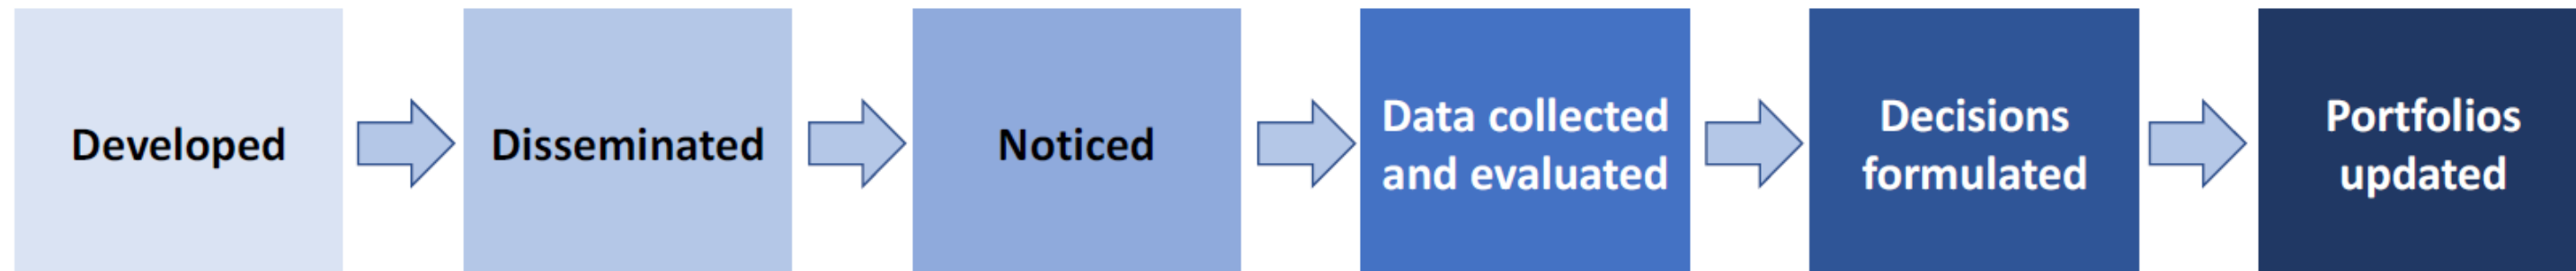 Developed
Disseminated
Noticed
Data collected
and evaluated
Decisions
formulated
Portfolios
updated